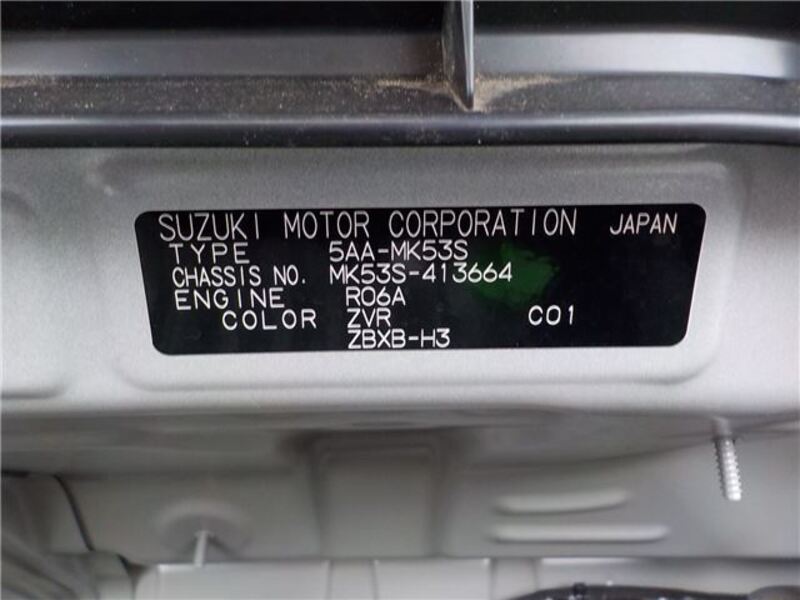 SUZUKI MOTOR CORPORATION JAPAN
TYPE 5AA-MK53S
CHASSIS NO. MK53S-413664
ENGINE R06A
COLOR ZVR C01
ZBXB-H3